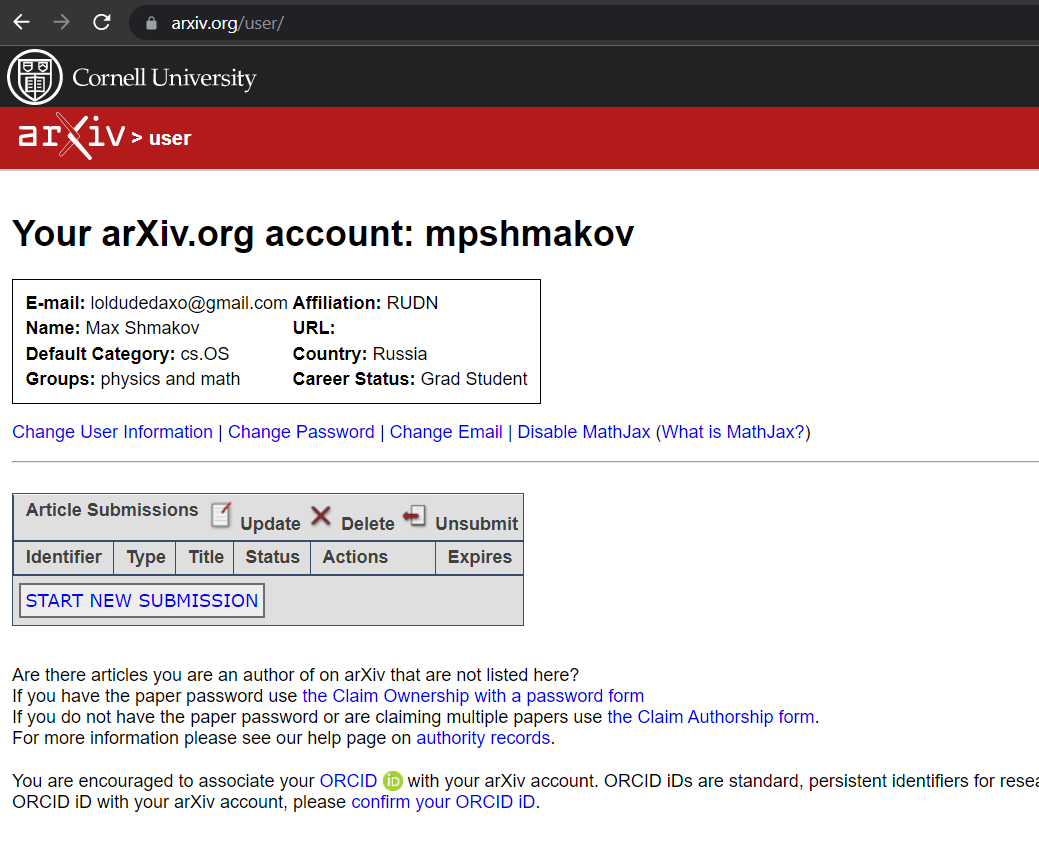 arxiv.org/user/
Cornell University
arXiv > user
Your arXiv.org account: mpshmakov
E-mail: loldudedaxo@gmail.com Affiliation: RUDN
Name: Max Shmakov URL:
Default Category: cs.OS Country: Russia
Groups: physics and math Career Status: Grad Student
Change User Information | Change Password | Change Email | Disable MathJax (What is MathJax?)
Article Submissions Update Delete Unsubmit
Identifier Type Title Status Actions Expires
START NEW SUBMISSION
Are there articles you are an author of on arXiv that are not listed here?
If you have the paper password use the Claim Ownership with a password form
If you do not have the paper password or are claiming multiple papers use the Claim Authorship form.
For more information please see our help page on authority records.
You are encouraged to associate your ORCID iD with your arXiv account. ORCID iDs are standard, persistent identifiers for
ORCID iD with your arXiv account, please confirm your ORCID iD.